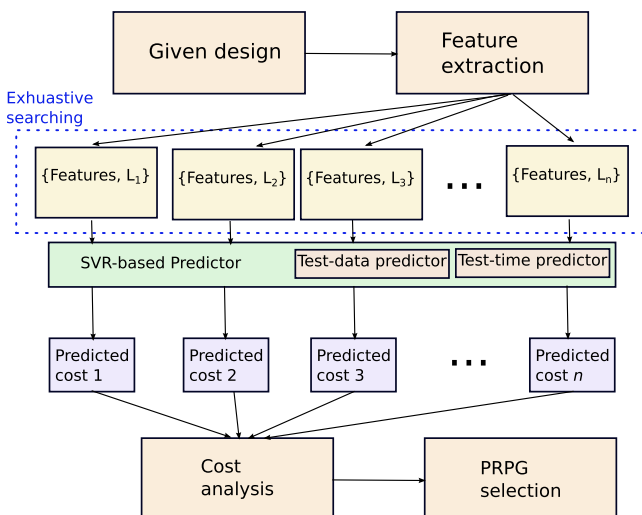 Given design
Feature
extraction
Exhuastive
searching
{Features, L₁}
{Features, L₂}
{Features, L₃}
...
{Features, Lₙ}
SVR-based Predictor
Test-data predictor
Test-time predictor
Predicted
cost 1
Predicted
cost 2
Predicted
cost 3
...
Predicted
cost n
Cost
analysis
PRPG
selection